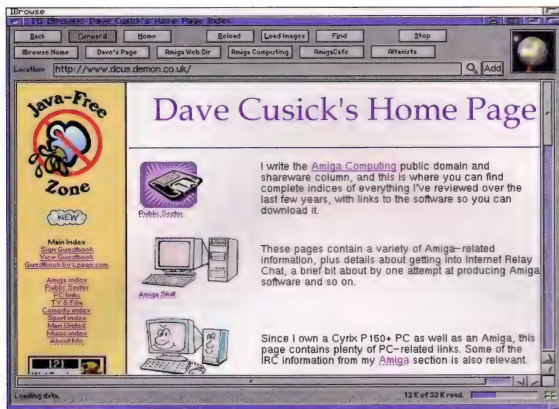 IBrowse
[1] IBrowse: Dave Cusick's Home Page Index
Back Forward Home Reload Load Images Find Stop
IBrowse Home Dave's Page Amiga Web Dir Amiga Computing AmigaCafe Altavista
Location: http://www.dcus.demon.co.uk/ Add
Java-Free
Zone
NEW
Main Index
Sign Guestbook
View Guestbook
Guestbook by Lpage.com
Amiga index
Public Sector
PC links
TV & Film
Comedy index
Sport index
Man United
Music index
About Me
Dave Cusick's Home Page
Public Sector
I write the Amiga Computing public domain and
shareware column, and this is where you can find
complete indices of everything I've reviewed over the
last few years, with links to the software so you can
download it.
Amiga Stuff
These pages contain a variety of Amiga-related
information, plus details about getting into Internet Relay
Chat, a brief bit about by one attempt at producing Amiga
software and so on.
Since I own a Cyrix P150+ PC as well as an Amiga, this
page contains plenty of PC-related links. Some of the
IRC information from my Amiga section is also relevant.
Loading data.
12 K of 33 K read.